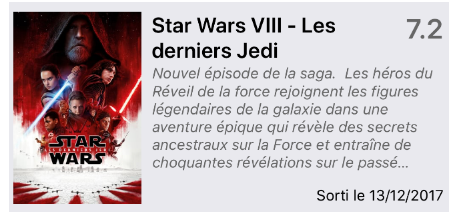 Star Wars VIII - Les
derniers Jedi
7.2
Nouvel épisode de la saga. Les héros du
Réveil de la force rejoignent les figures
légendaires de la galaxie dans une
aventure épique qui révèle des secrets
ancestraux sur la Force et entraîne de
choquantes révélations sur le passé...
Sorti le 13/12/2017
STAR
WARS